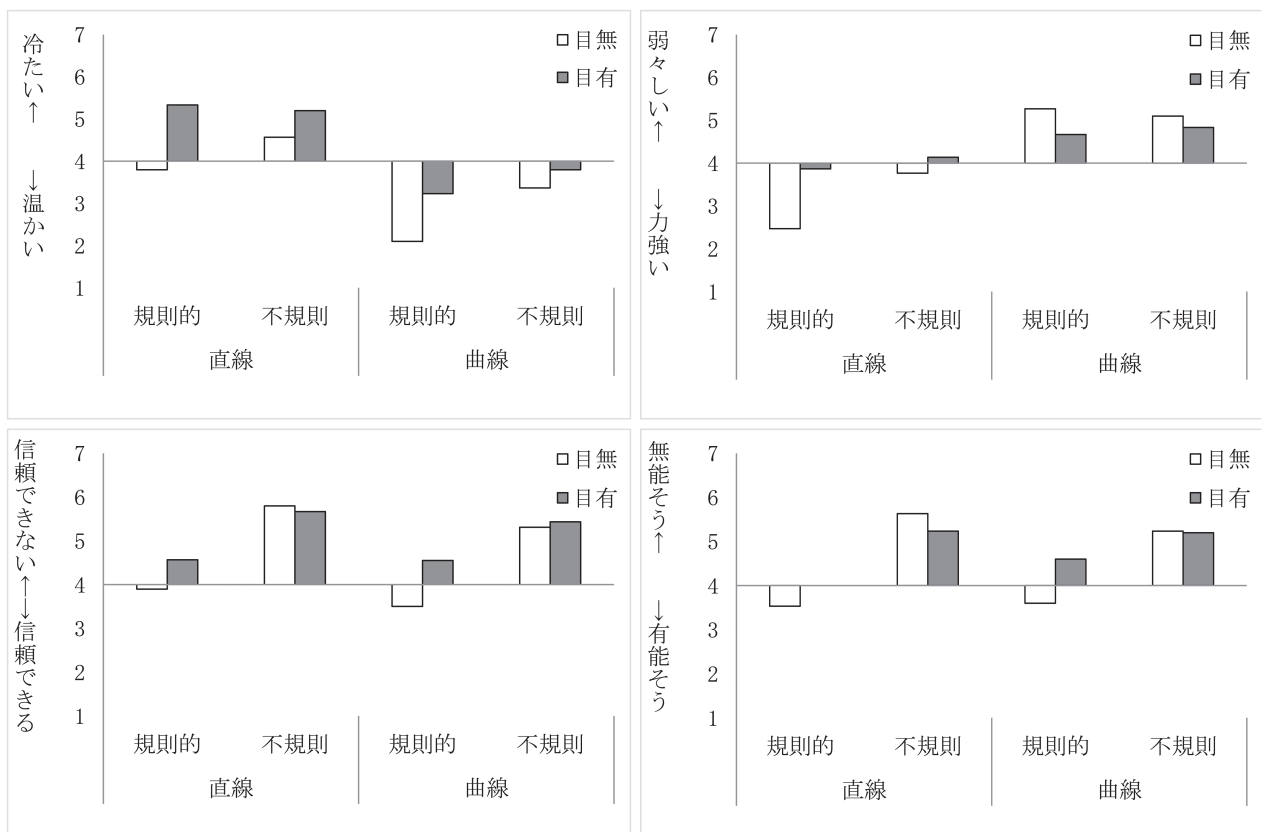 冷たい↑ ↓温かい
7
6
5
4
3
2
1
目無
目有
規則的 不規則 規則的 不規則
直線 曲線
弱々しい↑ ↓力強い
7
6
5
4
3
2
1
目無
目有
規則的 不規則 規則的 不規則
直線 曲線
信頼できない↑↓信頼できる
7
6
5
4
3
2
1
目無
目有
規則的 不規則 規則的 不規則
直線 曲線
無能そう↑ ↓有能そう
7
6
5
4
3
2
1
目無
目有
規則的 不規則 規則的 不規則
直線 曲線